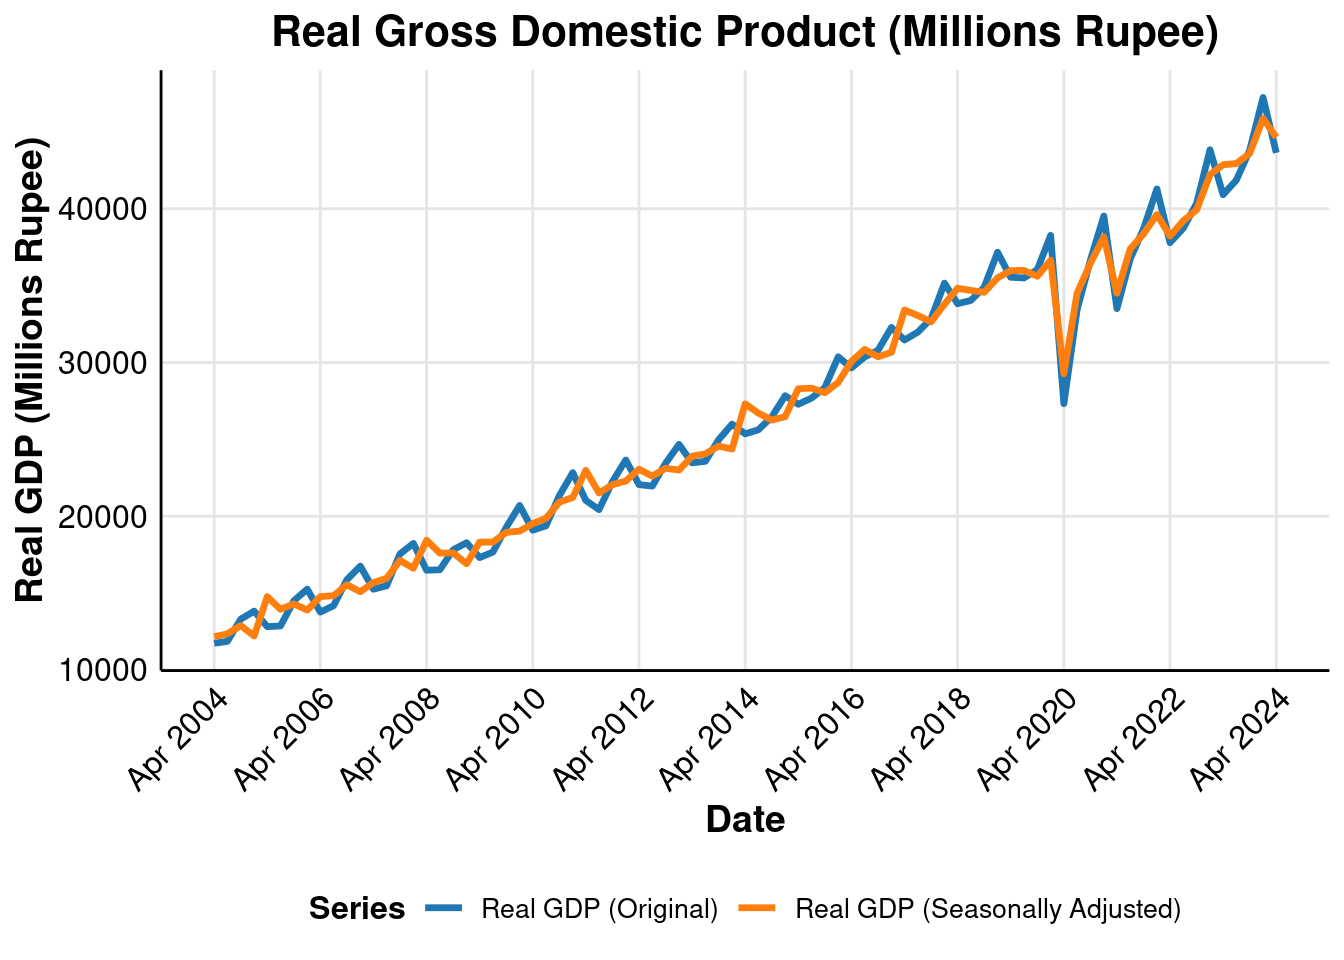 Real Gross Domestic Product (Millions Rupee)
Real GDP (Millions Rupee)
40000
30000
20000
10000
Apr 2004
Apr 2006
Apr 2008
Apr 2010
Apr 2012
Apr 2014
Apr 2016
Apr 2018
Apr 2020
Apr 2022
Apr 2024
Date
Series Real GDP (Original) Real GDP (Seasonally Adjusted)